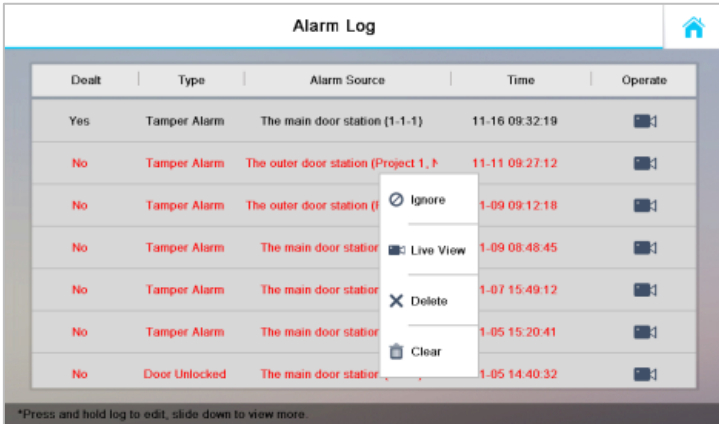 Alarm Log
Dealt Type Alarm Source Time Operate
Yes Tamper Alarm The main door station (1-1-1) 11-16 09:32:19
No Tamper Alarm The outer door station (Project 1, N 11-11 09:27:12
Ignore
No Tamper Alarm The outer door station ( 1-09 09:12:18
No Tamper Alarm The main door station 1-09 08:48:45
Live View
No Tamper Alarm The main door station 1-07 15:49:12
Delete
No Tamper Alarm The main door station 1-05 15:20:41
Clear
No Door Unlocked The main door station 1-05 14:40:32
*Press and hold log to edit, slide down to view more.